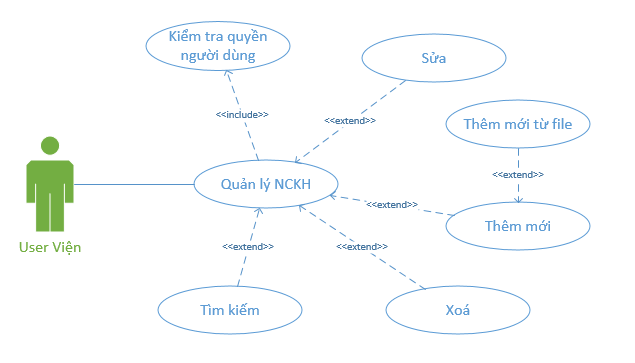 Kiểm tra quyền
người dùng
Sửa
<<include>>
<<extend>>
Thêm mới từ file
<<extend>>
Quản lý NCKH
<<extend>>
Thêm mới
User Viện
<<extend>>
<<extend>>
Tìm kiếm
Xoá